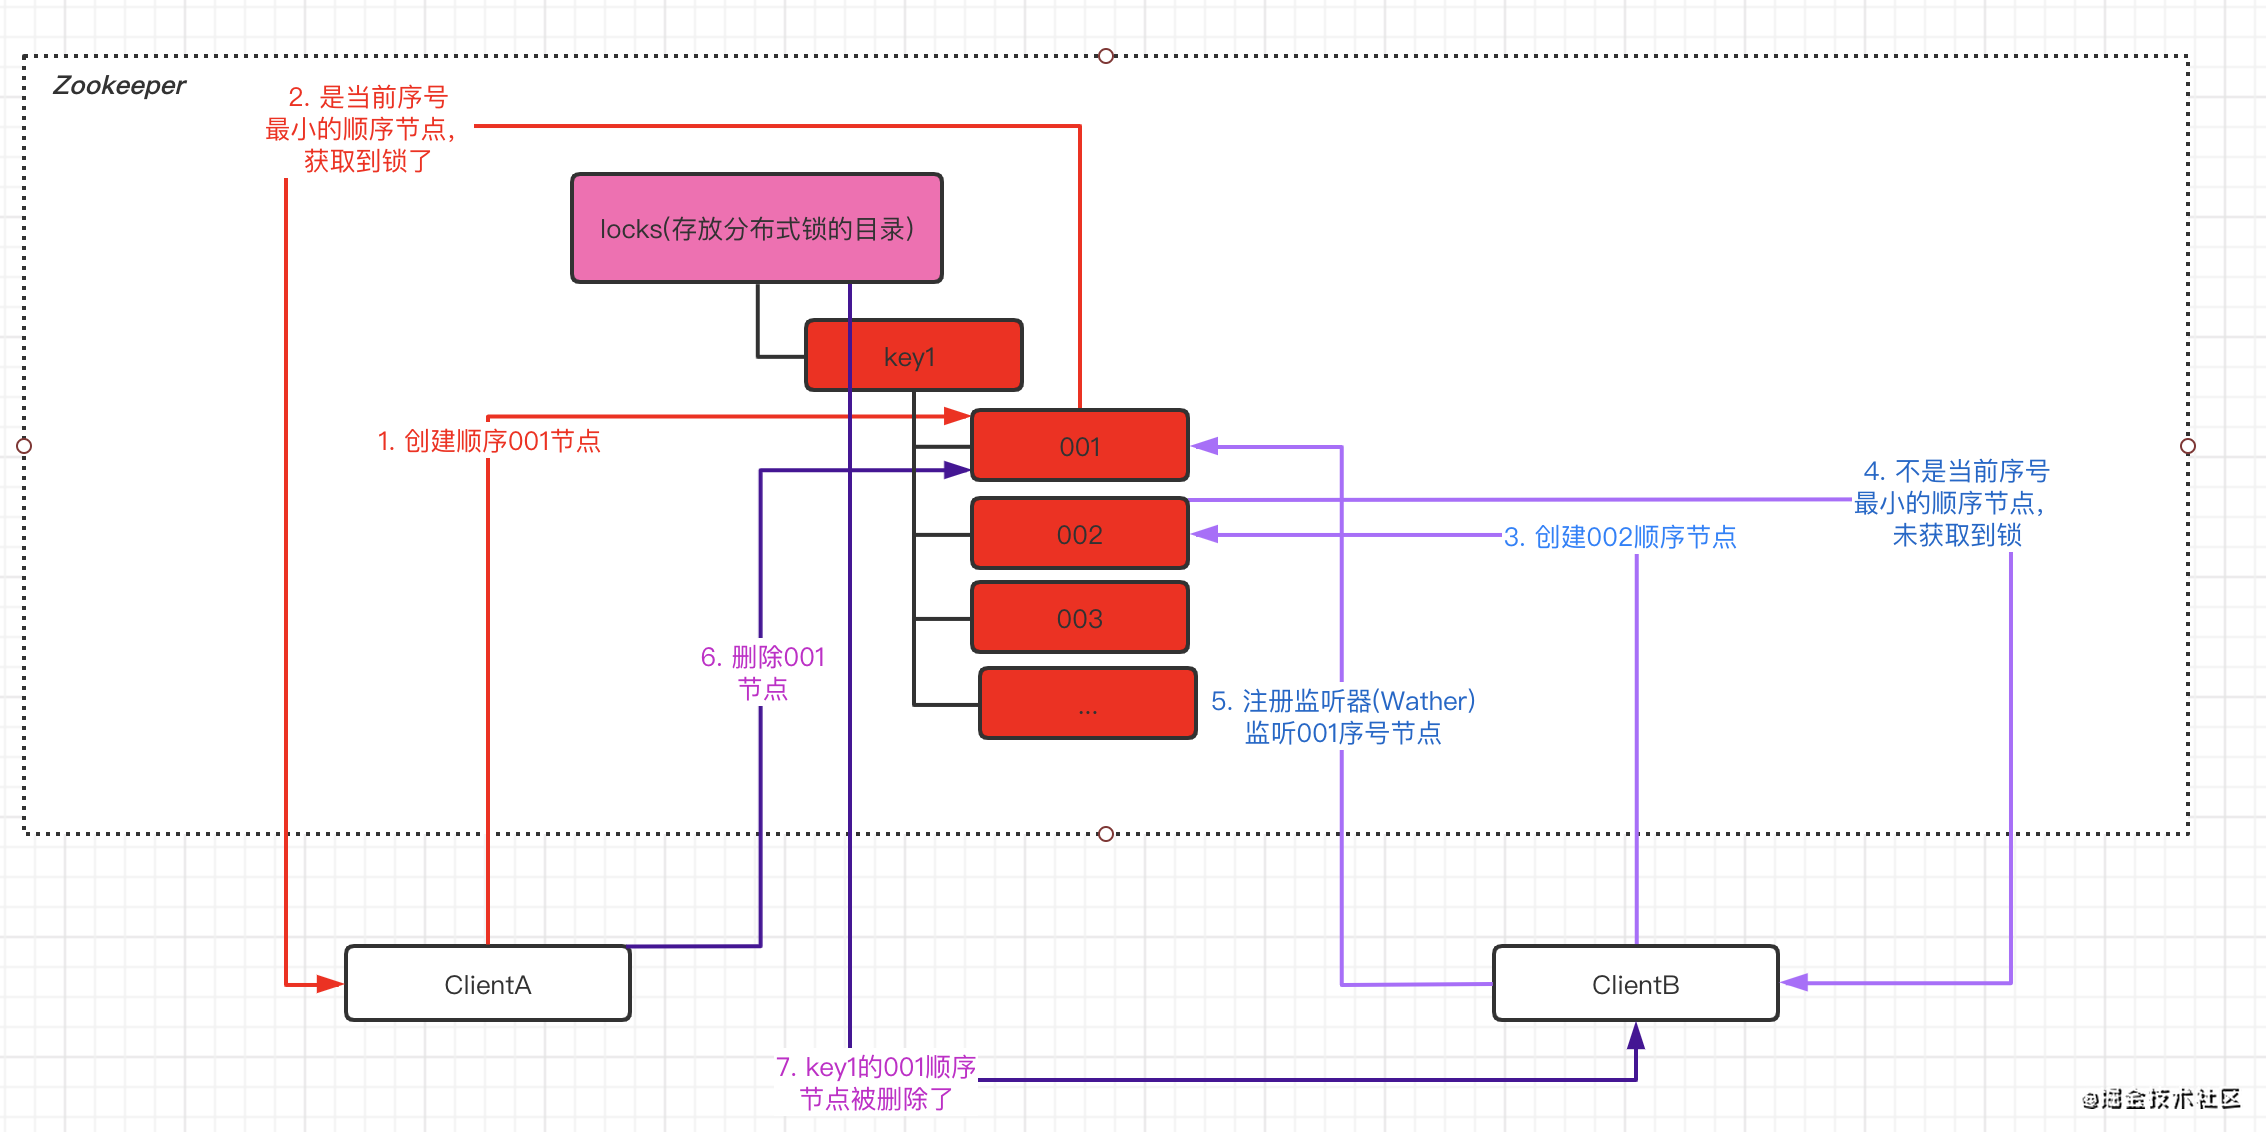 Zookeeper
2. 是当前序号
最小的顺序节点，
获取到锁了
locks(存放分布式锁的目录)
key1
1. 创建顺序001节点
001
4. 不是当前序号
最小的顺序节点，
未获取到锁
002
3. 创建002顺序节点
003
6. 删除001
节点
...
5. 注册监听器(Wather)
监听001序号节点
ClientA
ClientB
7. key1的001顺序
节点被删除了
@掘金技术社区